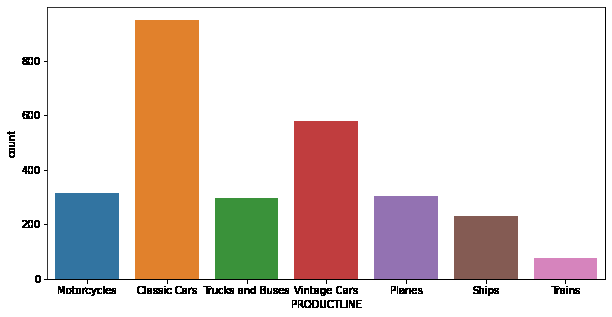 800
600
400
200
0
count
Motorcycles Classic Cars Trucks and Buses Vintage Cars Planes Ships Trains
PRODUCTLINE